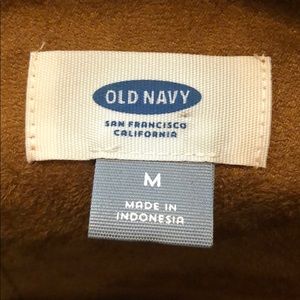 OLD NAVY
SAN FRANCISCO
CALIFORNIA
M
MADE IN
INDONESIA